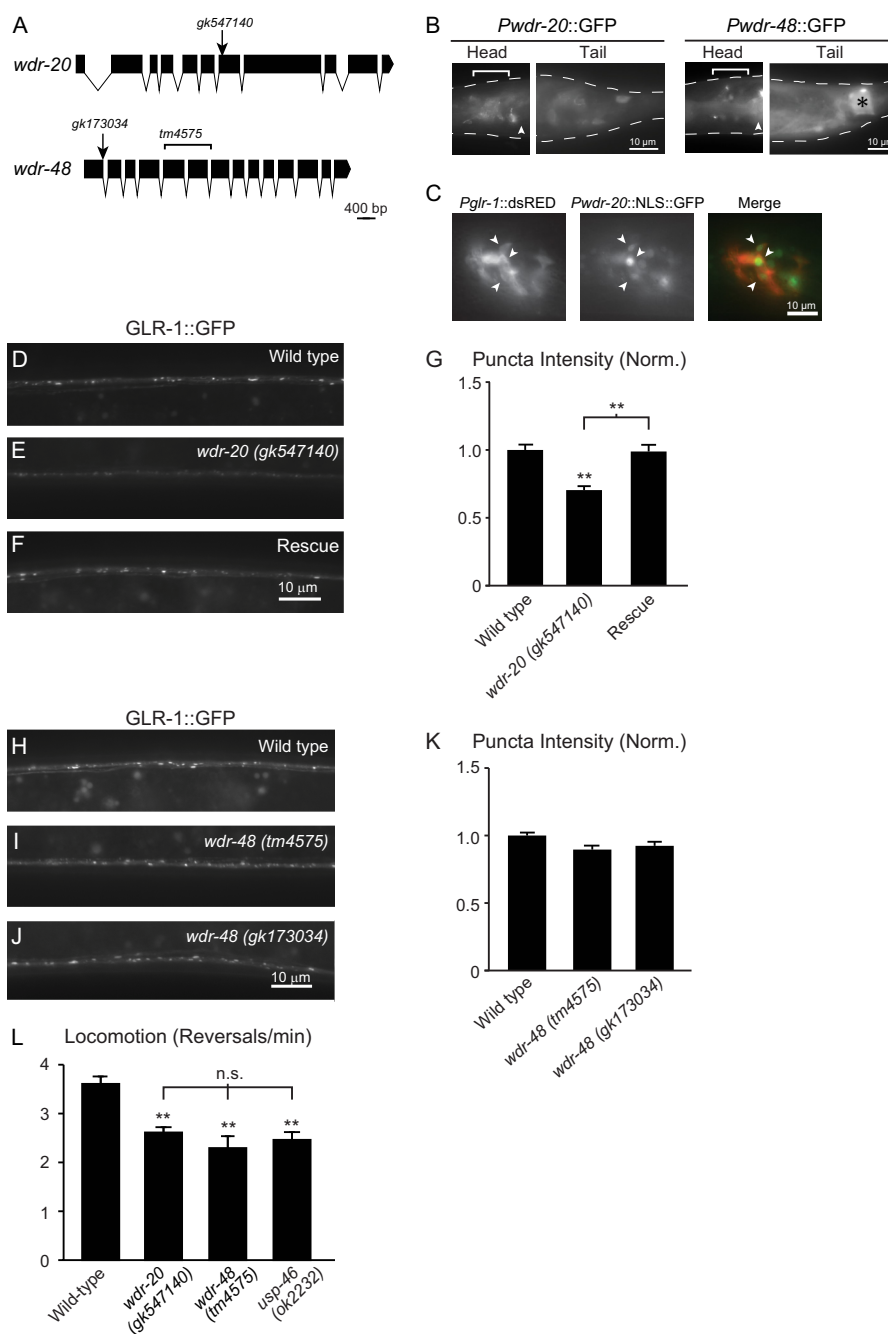 A
gk547140
wdr-20
gk173034
tm4575
wdr-48
400 bp
B
Pwdr-20::GFP
Pwdr-48::GFP
Head
Tail
Head
Tail
10 µm
*
10 µm
C
Pglr-1::dsRED
Pwdr-20::NLS::GFP
Merge
10 µm
GLR-1::GFP
D
Wild type
E
wdr-20 (gk547140)
F
Rescue
10 µm
G
Puncta Intensity (Norm.)
1.5
1.0
0.5
0
**
**
Wild type
wdr-20 (gk547140)
Rescue
GLR-1::GFP
H
Wild type
I
wdr-48 (tm4575)
J
wdr-48 (gk173034)
10 µm
K
Puncta Intensity (Norm.)
1.5
1.0
0.5
0
Wild type
wdr-48 (tm4575)
wdr-48 (gk173034)
L
Locomotion (Reversals/min)
4
3
2
1
0
n.s.
**
**
**
Wild-type
wdr-20
(gk547140)
wdr-48
(tm4575)
usp-46
(ok2232)